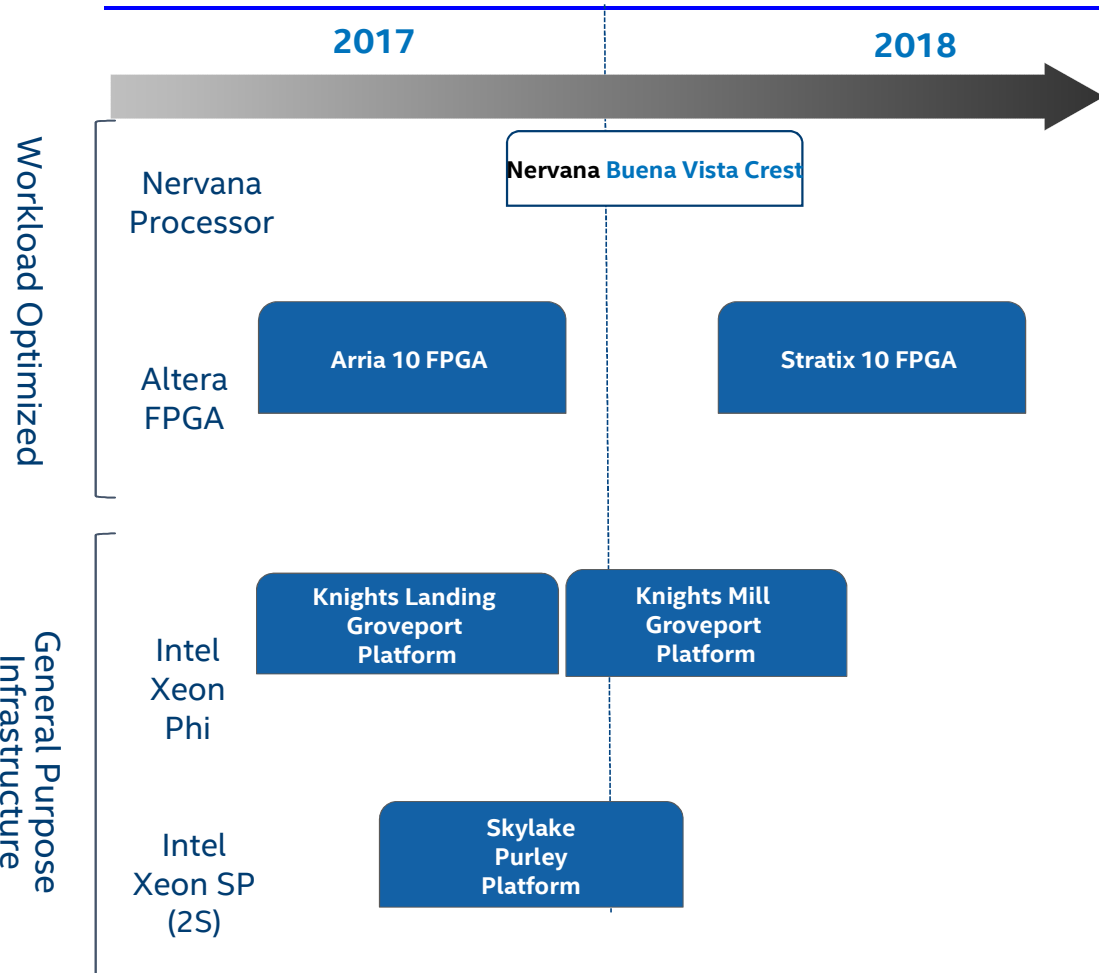 2017
2018
Workload Optimized
Nervana
Processor
Nervana Buena Vista Crest
Altera
FPGA
Arria 10 FPGA
Stratix 10 FPGA
General Purpose
Infrastructure
Intel
Xeon
Phi
Knights Landing
Groveport
Platform
Knights Mill
Groveport
Platform
Intel
Xeon SP
(2S)
Skylake
Purley
Platform